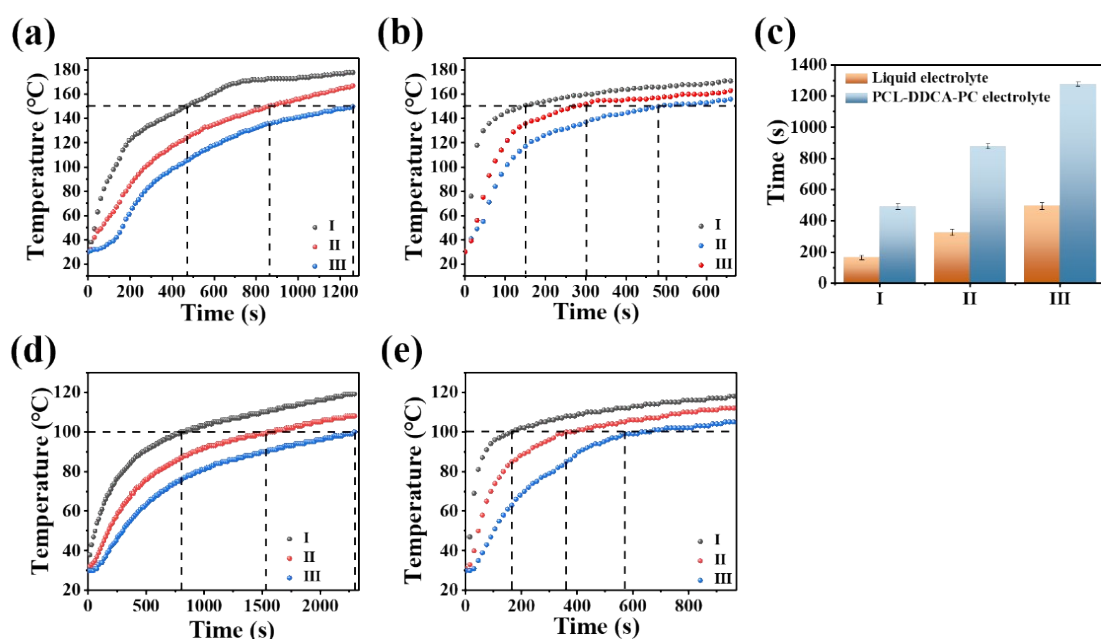 (a)
Temperature (°C)
180
160
140
120
100
80
60
40
20
I
II
III
0 200 400 600 800 1000 1200
Time (s)
(b)
Temperature (°C)
180
160
140
120
100
80
60
40
20
I
II
III
0 100 200 300 400 500 600
Time (s)
(c)
Time (s)
1400
1200
1000
800
600
400
200
0
Liquid electrolyte
PCL-DDCA-PC electrolyte
I II III
(d)
Temperature (°C)
120
100
80
60
40
20
I
II
III
0 500 1000 1500 2000
Time (s)
(e)
Temperature (°C)
120
100
80
60
40
20
I
II
III
0 200 400 600 800
Time (s)